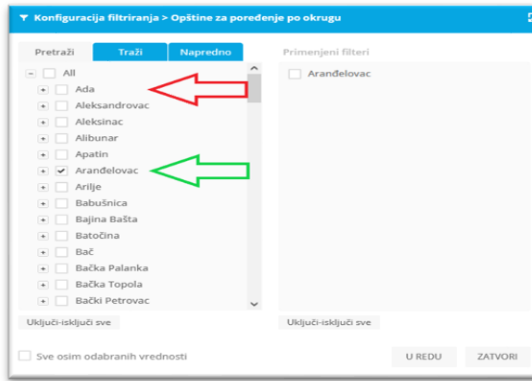 Konfiguracija filtriranja > Opštine za poređenje po okrugu
Pretraži
Traži
Napredno
All
Ada
Aleksandrovac
Aleksinac
Alibunar
Apatin
Aranđelovac
Arilje
Babušnica
Bajina Bašta
Batočina
Bač
Bačka Palanka
Bačka Topola
Bački Petrovac
Uključi-isključi sve
Primenjeni filteri
Aranđelovac
Uključi-isključi sve
Sve osim odabranih vrednosti
U REDU
ZATVORI